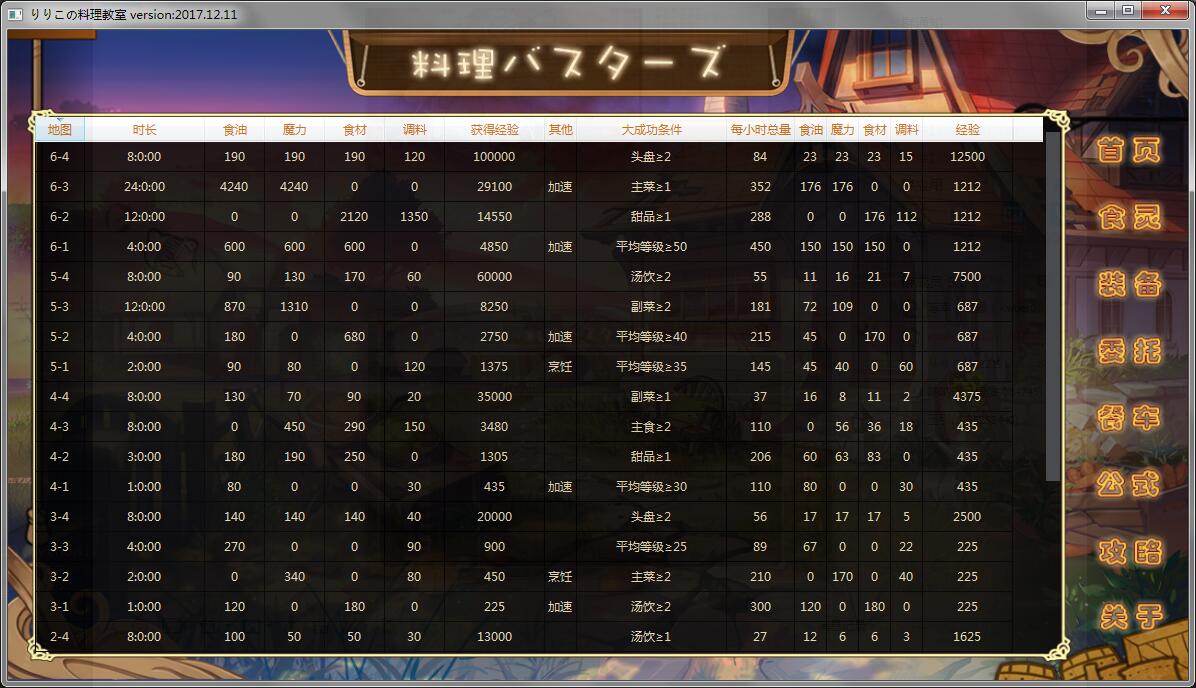 りりこの料理教室 version:2017.12.11
料理バスターズ
地图 时长 食油 魔力 食材 调料 获得经验 其他 大成功条件 每小时总量 食油 魔力 食材 调料 经验
6-4 8:0:00 190 190 190 120 100000 头盘≥2 84 23 23 23 15 12500
6-3 24:0:00 4240 4240 0 0 29100 加速 主菜≥1 352 176 176 0 0 1212
6-2 12:0:00 0 0 2120 1350 14550 甜品≥1 288 0 0 176 112 1212
6-1 4:0:00 600 600 600 0 4850 加速 平均等级≥50 450 150 150 150 0 1212
5-4 8:0:00 90 130 170 60 60000 汤饮≥2 55 11 16 21 7 7500
5-3 12:0:00 870 1310 0 0 8250 副菜≥2 181 72 109 0 0 687
5-2 4:0:00 180 0 680 0 2750 加速 平均等级≥40 215 45 0 170 0 687
5-1 2:0:00 90 80 0 120 1375 烹饪 平均等级≥35 145 45 40 0 60 687
4-4 8:0:00 130 70 90 20 35000 副菜≥1 37 16 8 11 2 4375
4-3 8:0:00 0 450 290 150 3480 主食≥2 110 0 56 36 18 435
4-2 3:0:00 180 190 250 0 1305 甜品≥1 206 60 63 83 0 435
4-1 1:0:00 80 0 0 30 435 加速 平均等级≥30 110 80 0 0 30 435
3-4 8:0:00 140 140 140 40 20000 头盘≥2 56 17 17 17 5 2500
3-3 4:0:00 270 0 0 90 900 平均等级≥25 89 67 0 0 22 225
3-2 2:0:00 0 340 0 80 450 烹饪 主菜≥2 210 0 170 0 40 225
3-1 1:0:00 120 0 180 0 225 加速 汤饮≥2 300 120 0 180 0 225
2-4 8:0:00 100 50 50 30 13000 汤饮≥1 27 12 6 6 3 1625
首页
食灵
装备
委托
餐车
公式
攻略
关于